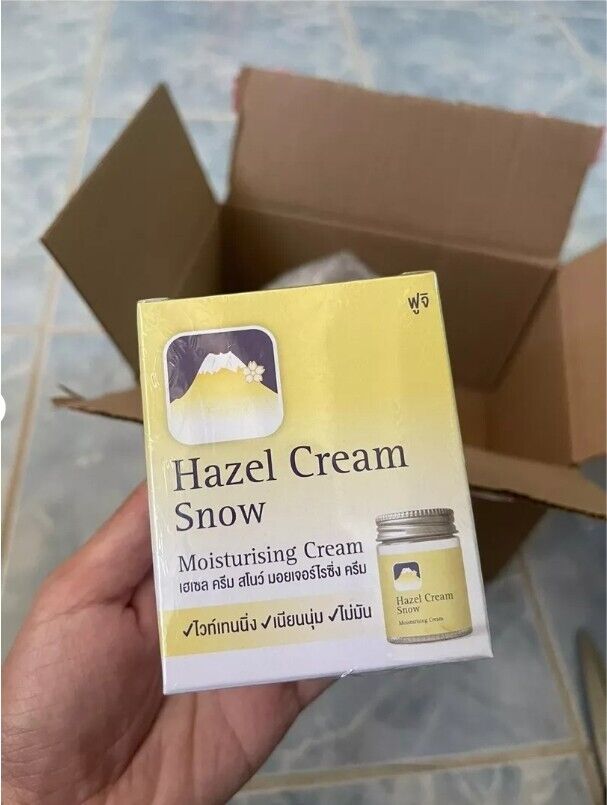 ฟูจิ
Hazel Cream
Snow
Moisturising Cream
เฮเซล ครีม สโนว์ มอยเจอร์ไรซิ่ง ครีม
✓ไวท์เทนนิ่ง ✓เนียนนุ่ม ✓ไม่มัน
Hazel Cream
Snow
Moisturising Cream